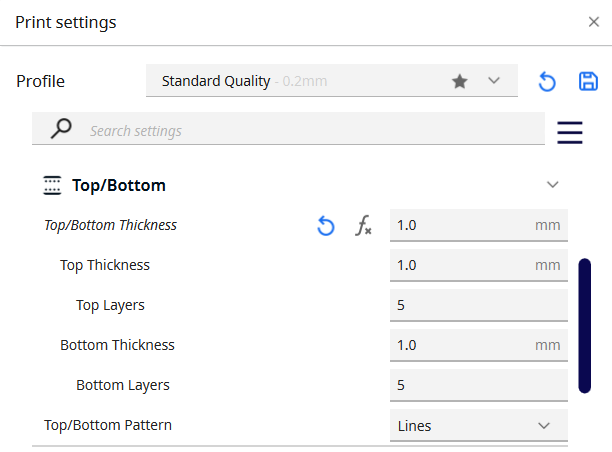 Print settings
Profile
Standard Quality - 0.2mm
Search settings
Top/Bottom
Top/Bottom Thickness 1.0 mm
Top Thickness 1.0 mm
Top Layers 5
Bottom Thickness 1.0 mm
Bottom Layers 5
Top/Bottom Pattern Lines